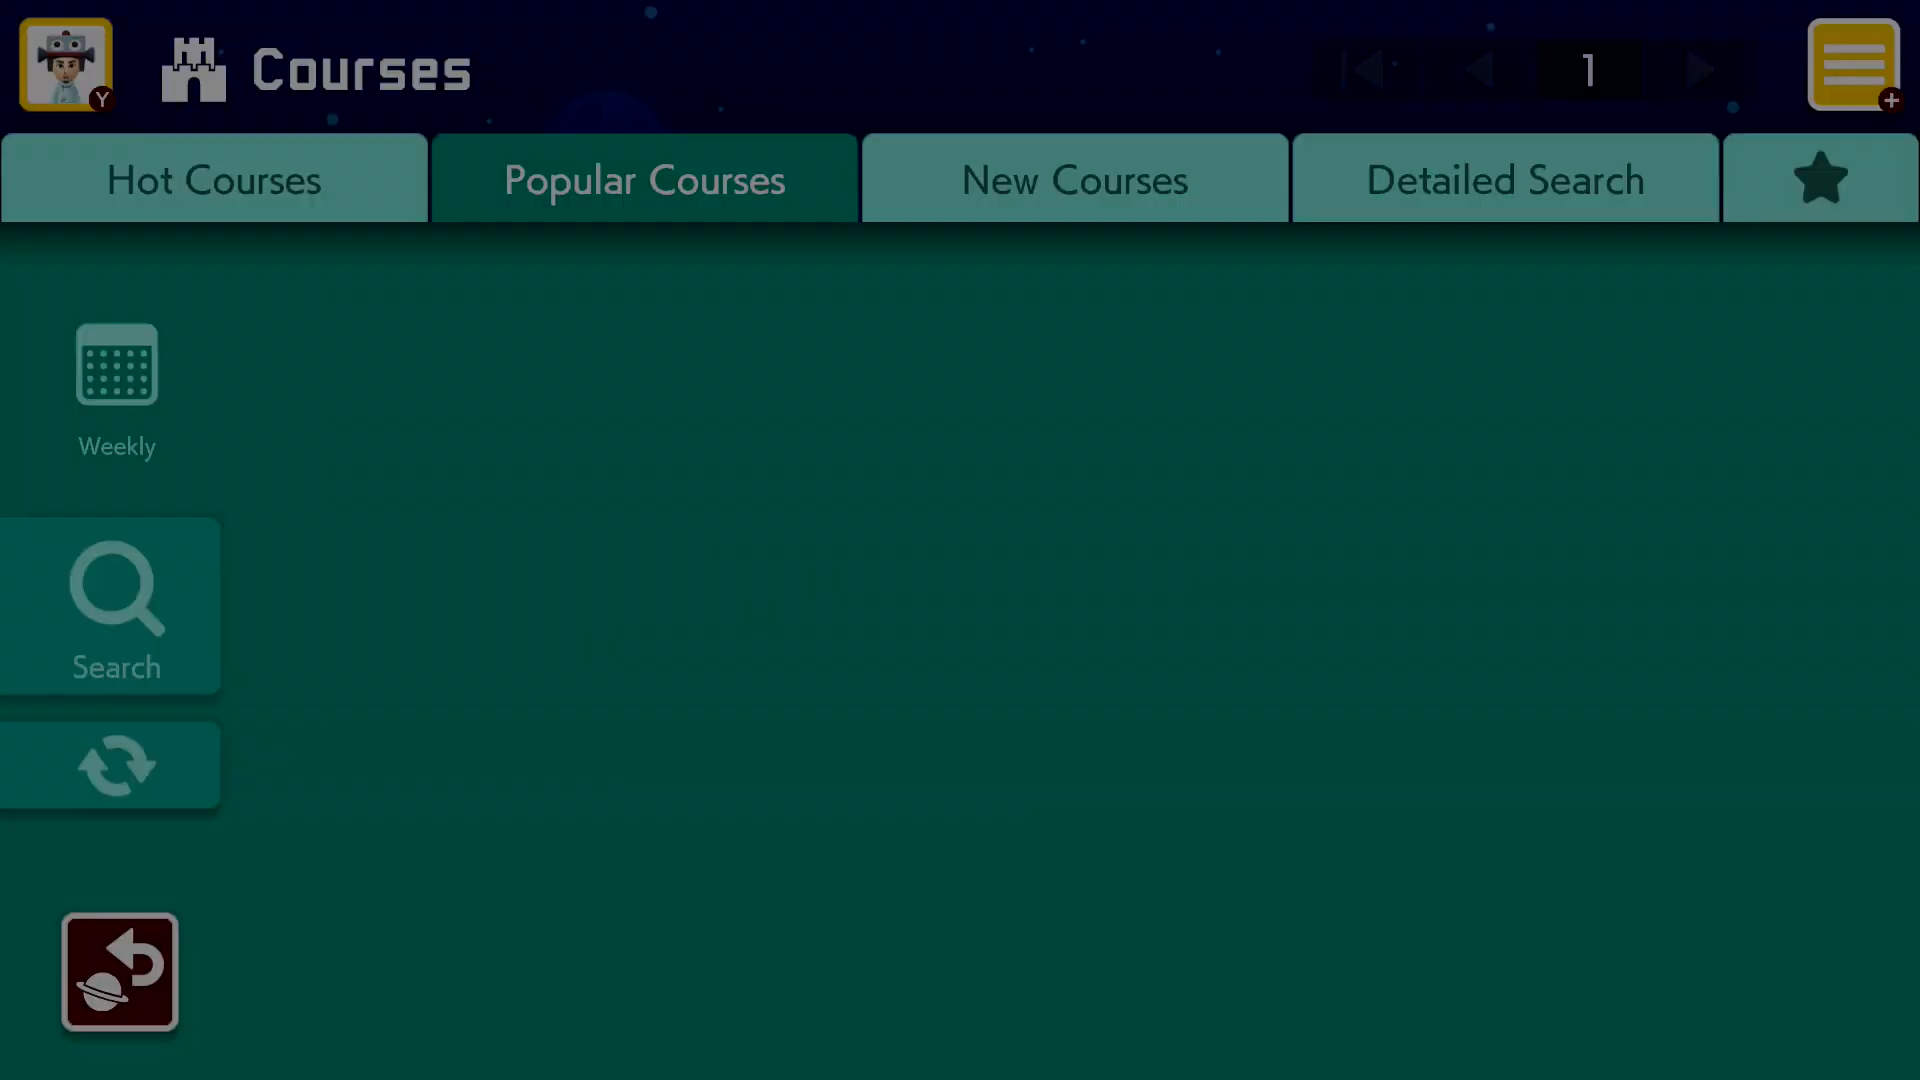 Y
Courses
1
+
Hot Courses
Popular Courses
New Courses
Detailed Search
Weekly
Search